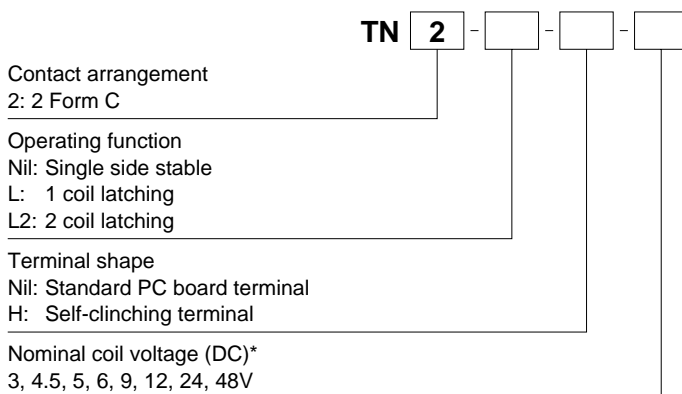 TN 2 - - -
Contact arrangement
2: 2 Form C
Operating function
Nil: Single side stable
L: 1 coil latching
L2: 2 coil latching
Terminal shape
Nil: Standard PC board terminal
H: Self-clinching terminal
Nominal coil voltage (DC)*
3, 4.5, 5, 6, 9, 12, 24, 48V